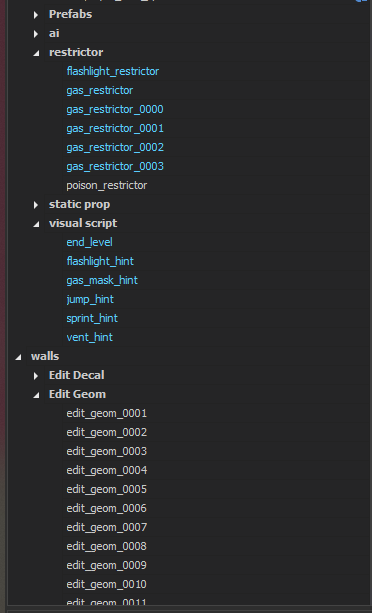 Prefabs
ai
restrictor
flashlight_restrictor
gas_restrictor
gas_restrictor_0000
gas_restrictor_0001
gas_restrictor_0002
gas_restrictor_0003
poison_restrictor
static prop
visual script
end_level
flashlight_hint
gas_mask_hint
jump_hint
sprint_hint
vent_hint
walls
Edit Decal
Edit Geom
edit_geom_0001
edit_geom_0002
edit_geom_0003
edit_geom_0004
edit_geom_0005
edit_geom_0006
edit_geom_0007
edit_geom_0008
edit_geom_0009
edit_geom_0010
edit_geom_0011